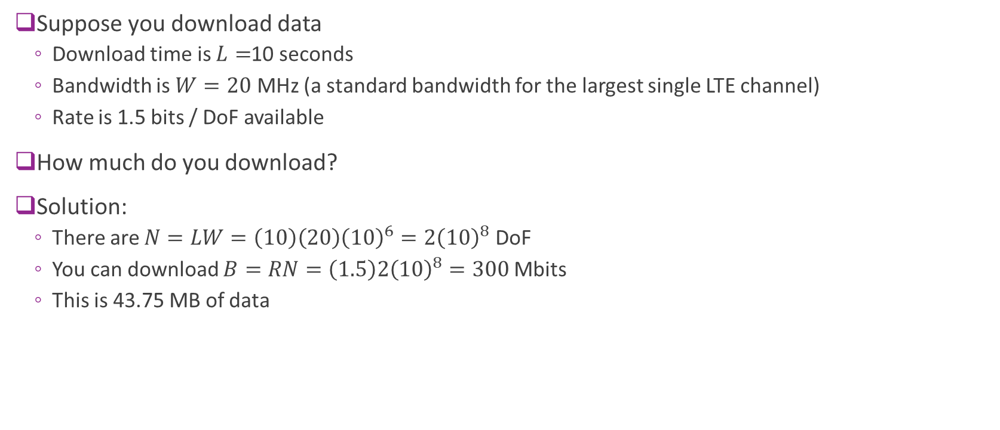 ❑Suppose you download data
◦ Download time is L =10 seconds
◦ Bandwidth is W = 20 MHz (a standard bandwidth for the largest single LTE channel)
◦ Rate is 1.5 bits / DoF available
❑How much do you download?
❑Solution:
◦ There are N = LW = (10)(20)(10)⁶ = 2(10)⁸ DoF
◦ You can download B = RN = (1.5)2(10)⁸ = 300 Mbits
◦ This is 43.75 MB of data